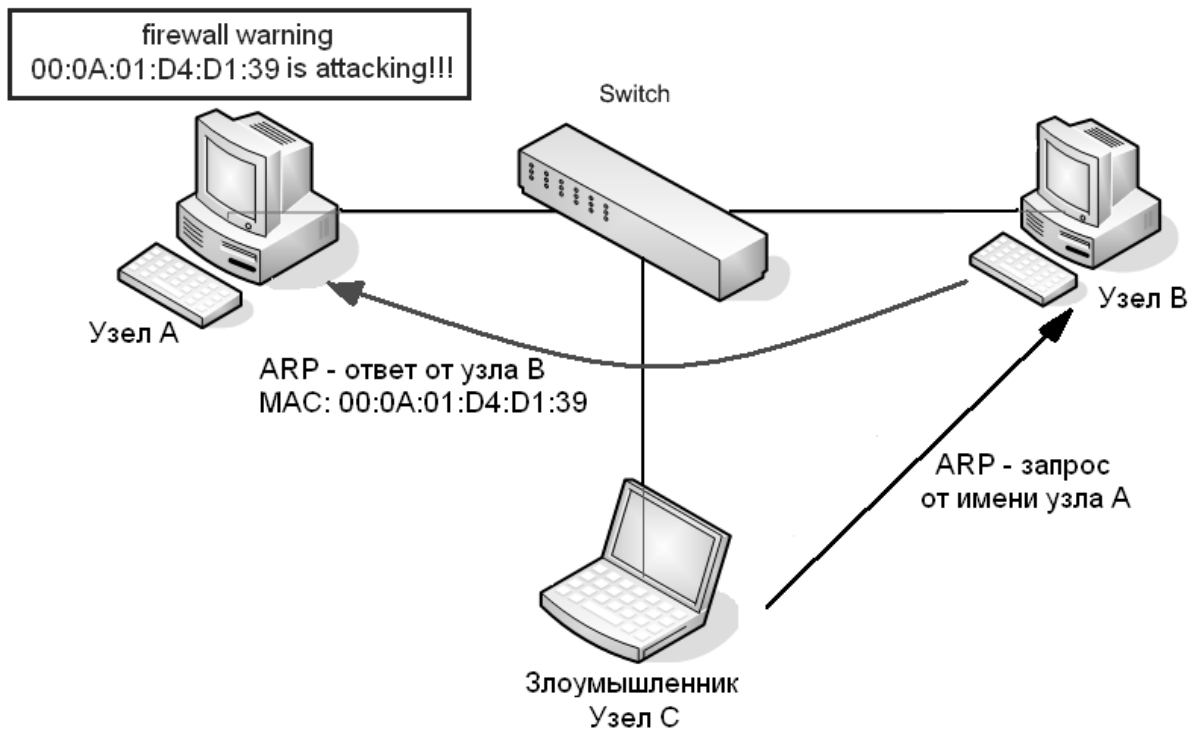 firewall warning
00:0A:01:D4:D1:39 is attacking!!!
Switch
Узел А
Узел В
ARP - ответ от узла В
MAC: 00:0A:01:D4:D1:39
ARP - запрос
от имени узла А
Злоумышленник
Узел С